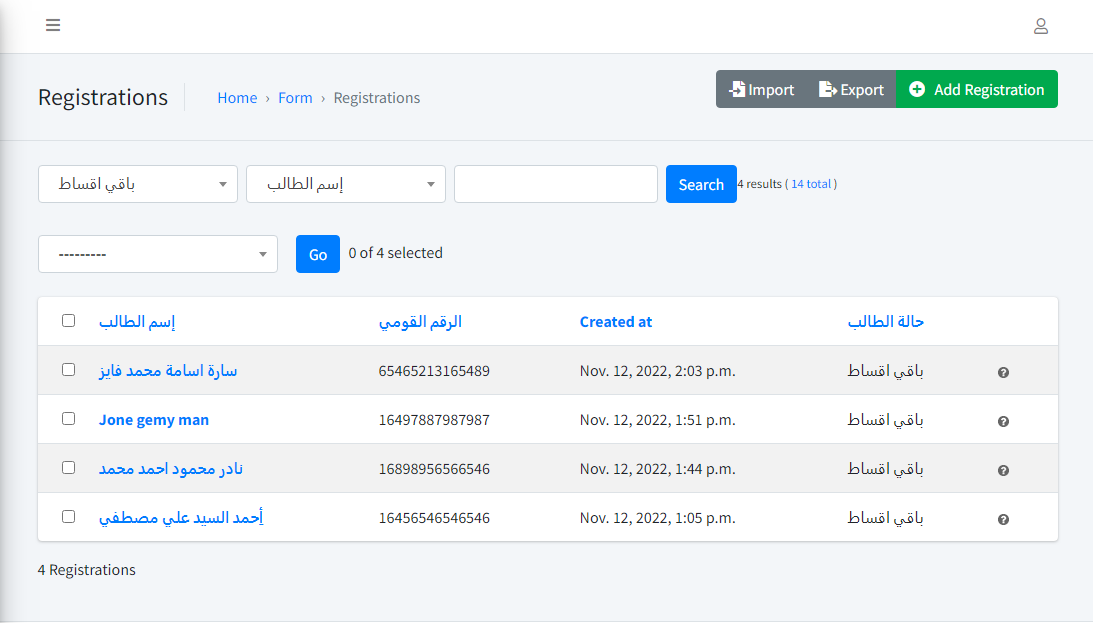 Registrations
Home › Form › Registrations
Import Export Add Registration
باقي اقساط إسم الطالب Search 4 results ( 14 total )
--------- Go 0 of 4 selected
إسم الطالب الرقم القومي Created at حالة الطالب
سارة اسامة محمد فايز 65465213165489 Nov. 12, 2022, 2:03 p.m. باقي اقساط
Jone gemy man 16497887987987 Nov. 12, 2022, 1:51 p.m. باقي اقساط
نادر محمود احمد محمد 16898956566546 Nov. 12, 2022, 1:44 p.m. باقي اقساط
أحمد السيد علي مصطفي 16456546546546 Nov. 12, 2022, 1:05 p.m. باقي اقساط
4 Registrations